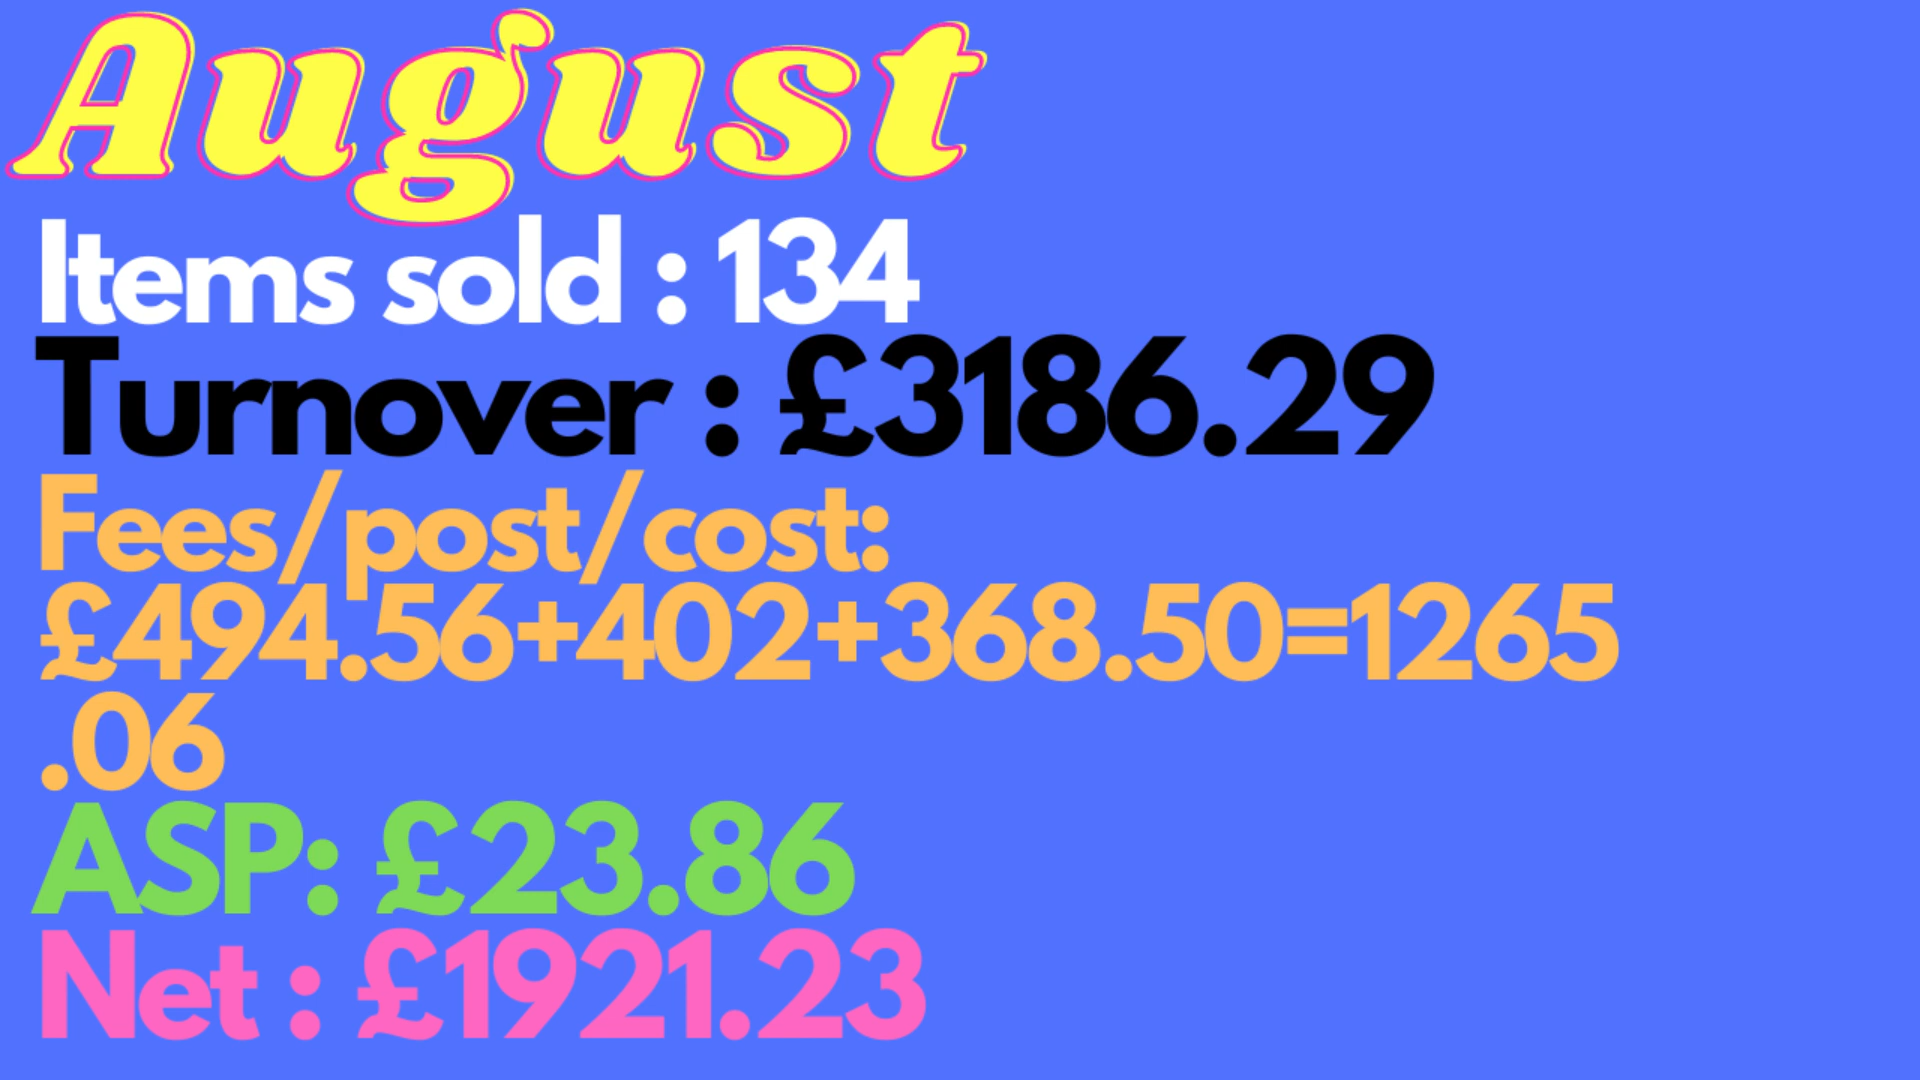 August
Items sold : 134
Turnover : £3186.29
Fees/post/cost:
£494.56+402+368.50=1265
.06
ASP: £23.86
Net : £1921.23